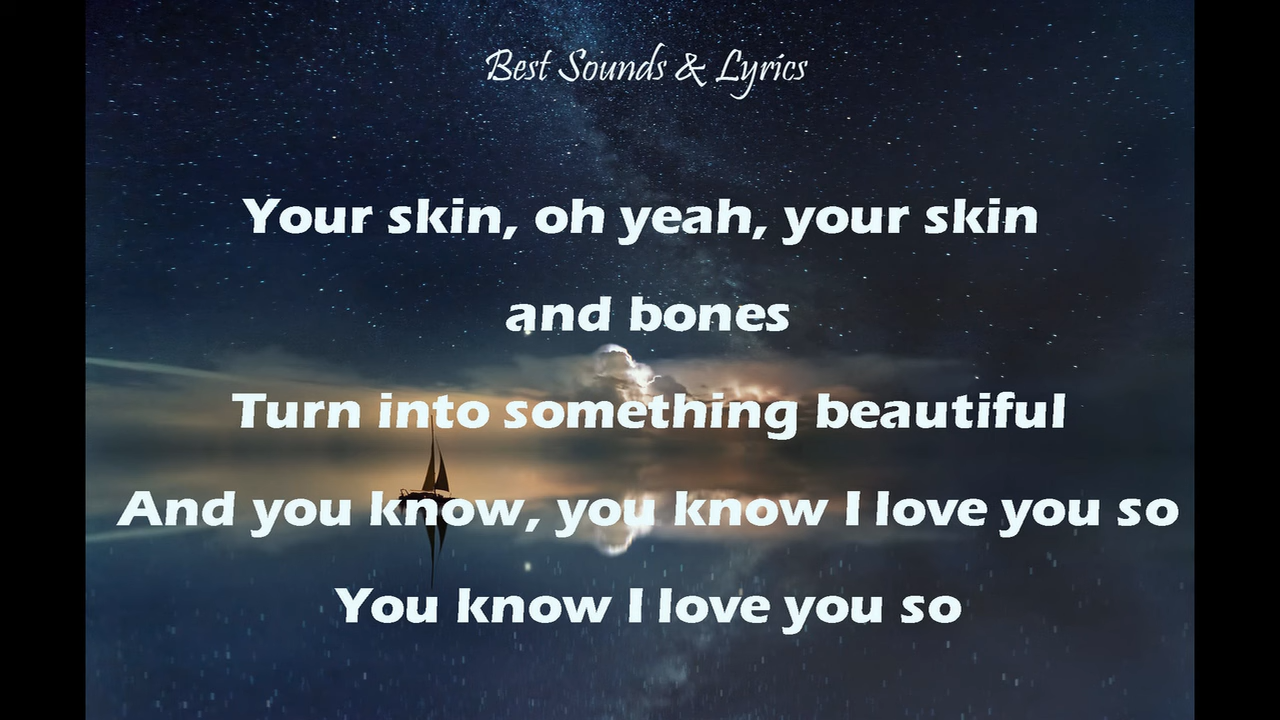 Best Sounds & Lyrics
Your skin, oh yeah, your skin
and bones
Turn into something beautiful
And you know, you know I love you so
You know I love you so